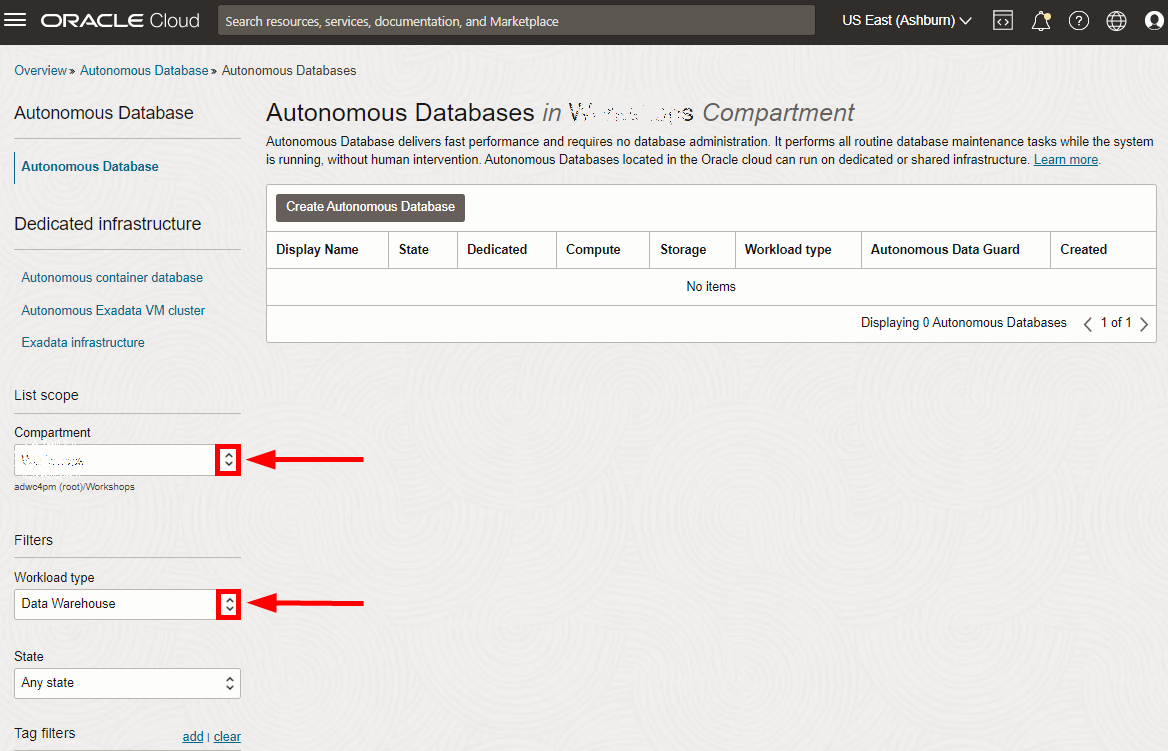 ORACLE Cloud
Search resources, services, documentation, and Marketplace
US East (Ashburn)
Overview » Autonomous Database » Autonomous Databases
Autonomous Database
Autonomous Database
Dedicated infrastructure
Autonomous container database
Autonomous Exadata VM cluster
Exadata infrastructure
List scope
Compartment
adwc4pm (root)/Workshops
Filters
Workload type
Data Warehouse
State
Any state
Tag filters
add | clear
Autonomous Databases in Compartment
Autonomous Database delivers fast performance and requires no database administration. It performs all routine database maintenance tasks while the system
is running, without human intervention. Autonomous Databases located in the Oracle cloud can run on dedicated or shared infrastructure. Learn more.
Create Autonomous Database
Display Name State Dedicated Compute Storage Workload type Autonomous Data Guard Created
No items
Displaying 0 Autonomous Databases 1 of 1